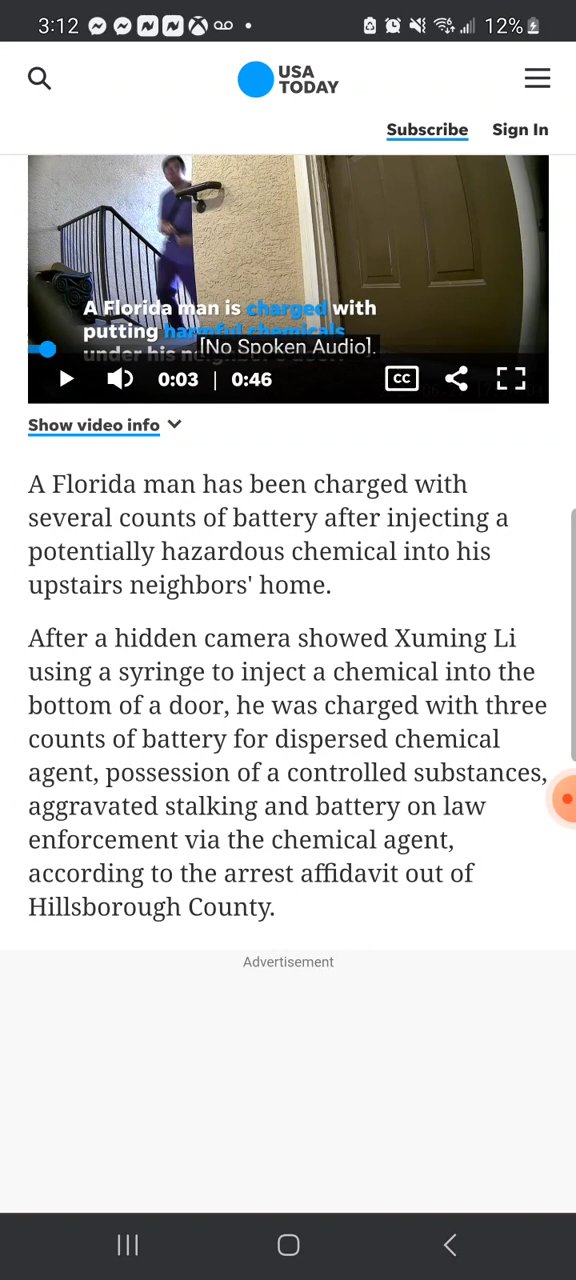 3:12
12%
USA
TODAY
Subscribe
Sign In
A Florida man is charged with
putting harmful chemicals
under his
[No Spoken Audio].
0:03 | 0:46
CC
Show video info
A Florida man has been charged with
several counts of battery after injecting a
potentially hazardous chemical into his
upstairs neighbors' home.
After a hidden camera showed Xuming Li
using a syringe to inject a chemical into the
bottom of a door, he was charged with three
counts of battery for dispersed chemical
agent, possession of a controlled substances,
aggravated stalking and battery on law
enforcement via the chemical agent,
according to the arrest affidavit out of
Hillsborough County.
Advertisement